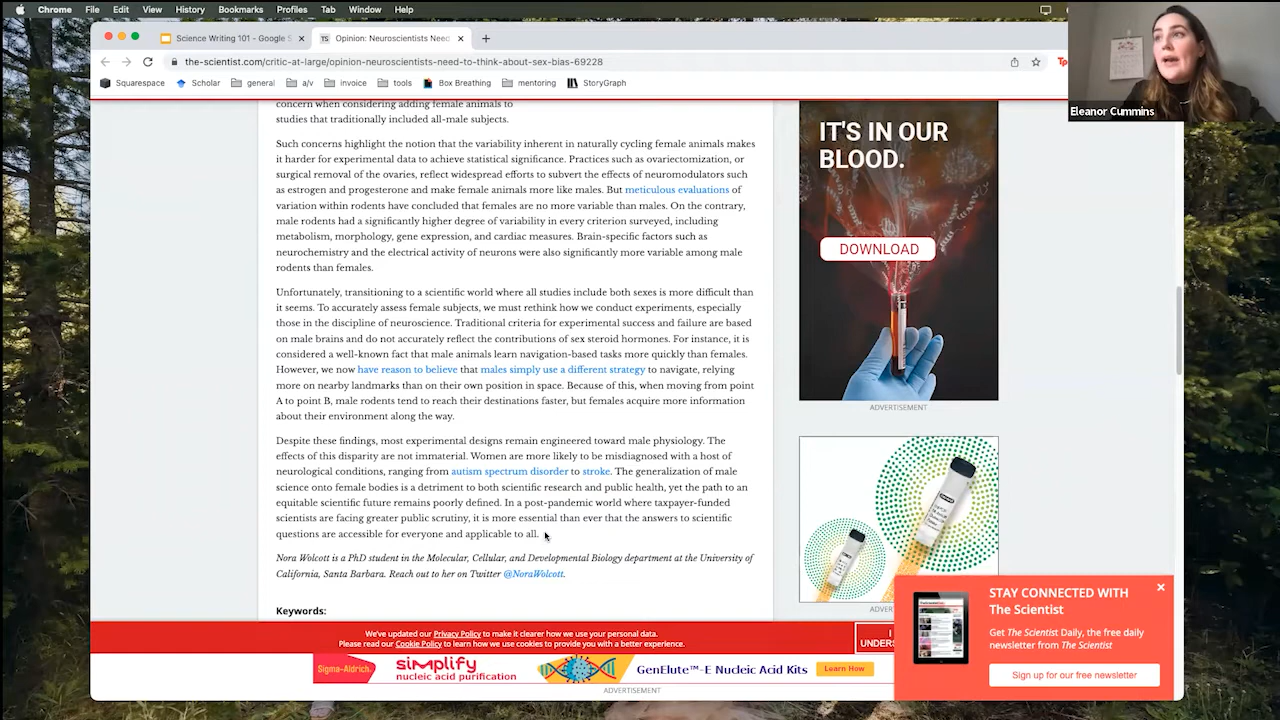 Chrome File Edit View History Bookmarks Profiles Tab Window Help
Science Writing 101 - Google S
TS Opinion: Neuroscientists Need
the-scientist.com/critic-at-large/opinion-neuroscientists-need-to-think-about-sex-bias-69228
Squarespace Scholar general a/v invoice tools Box Breathing mentoring StoryGraph
Eleanor Cummins
concern when considering adding female animals to
studies that traditionally included all-male subjects.
Such concerns highlight the notion that the variability inherent in naturally cycling female animals makes
it harder for experimental data to achieve statistical significance. Practices such as ovariectomization, or
surgical removal of the ovaries, reflect widespread efforts to subvert the effects of neuromodulators such
as estrogen and progesterone and make female animals more like males. But meticulous evaluations of
variation within rodents have concluded that females are no more variable than males. On the contrary,
male rodents had a significantly higher degree of variability in every criterion surveyed, including
metabolism, morphology, gene expression, and cardiac measures. Brain-specific factors such as
neurochemistry and the electrical activity of neurons were also significantly more variable among male
rodents than females.
Unfortunately, transitioning to a scientific world where all studies include both sexes is more difficult than
it seems. To accurately assess female subjects, we must rethink how we conduct experiments, especially
those in the discipline of neuroscience. Traditional criteria for experimental success and failure are based
on male brains and do not accurately reflect the contributions of sex steroid hormones. For instance, it is
considered a well-known fact that male animals learn navigation-based tasks more quickly than females.
However, we now have reason to believe that males simply use a different strategy to navigate, relying
more on nearby landmarks than on their own position in space. Because of this, when moving from point
A to point B, male rodents tend to reach their destinations faster, but females acquire more information
about their environment along the way.
Despite these findings, most experimental designs remain engineered toward male physiology. The
effects of this disparity are not immaterial. Women are more likely to be misdiagnosed with a host of
neurological conditions, ranging from autism spectrum disorder to stroke. The generalization of male
science onto female bodies is a detriment to both scientific research and public health, yet the path to an
equitable scientific future remains poorly defined. In a post-pandemic world where taxpayer-funded
scientists are facing greater public scrutiny, it is more essential than ever that the answers to scientific
questions are accessible for everyone and applicable to all.
Nora Wolcott is a PhD student in the Molecular, Cellular, and Developmental Biology department at the University of
California, Santa Barbara. Reach out to her on Twitter @NoraWolcott.
Keywords:
IT'S IN OUR
BLOOD.
DOWNLOAD
ADVERTISEMENT
ADVER
We've updated our Privacy Policy to make it clearer how we use your personal data.
Please read our Cookie Policy to learn how we use cookies to provide you with a better experience.
I
UNDERS
Sigma-Aldrich.
simplify
nucleic acid purification
GenElute™-E Nucleic Acid Kits
Learn How
ADVERTISEMENT
STAY CONNECTED WITH
The Scientist
Get The Scientist Daily, the free daily
newsletter from The Scientist
Sign up for our free newsletter